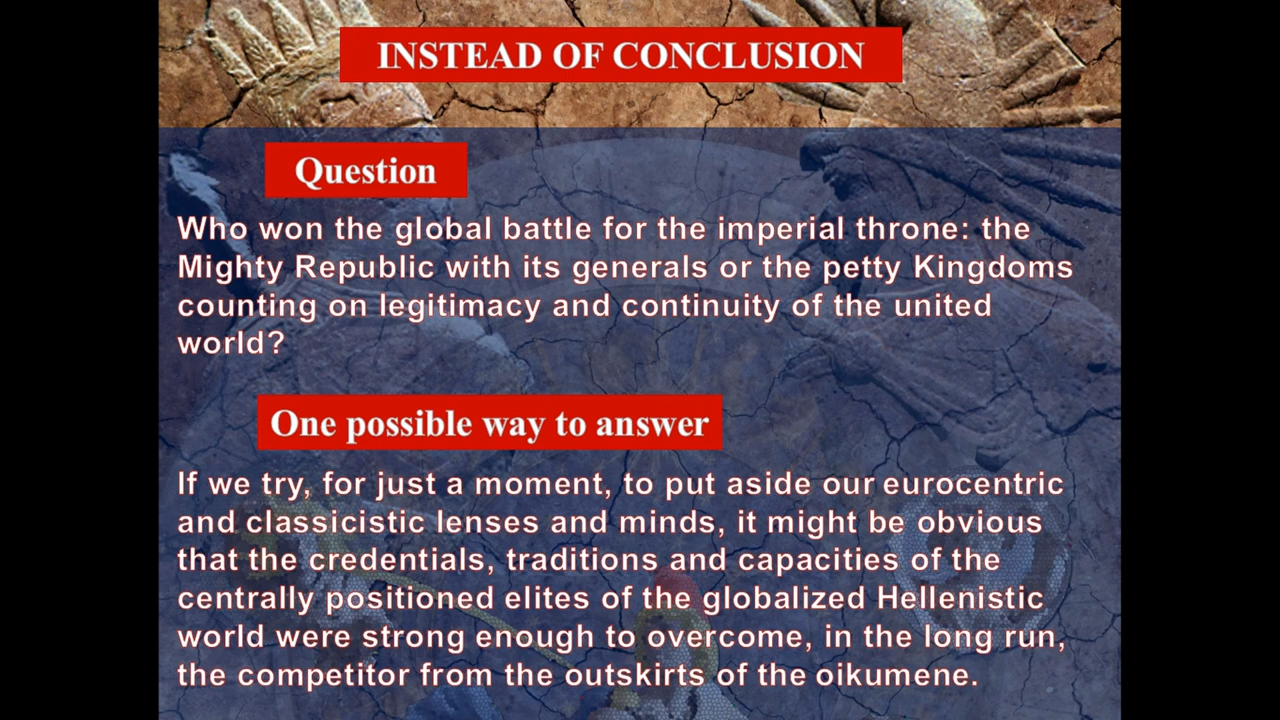 INSTEAD OF CONCLUSION
Question
Who won the global battle for the imperial throne: the
Mighty Republic with its generals or the petty Kingdoms
counting on legitimacy and continuity of the united
world?
One possible way to answer
If we try, for just a moment, to put aside our eurocentric
and classicistic lenses and minds, it might be obvious
that the credentials, traditions and capacities of the
centrally positioned elites of the globalized Hellenistic
world were strong enough to overcome, in the long run,
the competitor from the outskirts of the oikumene.